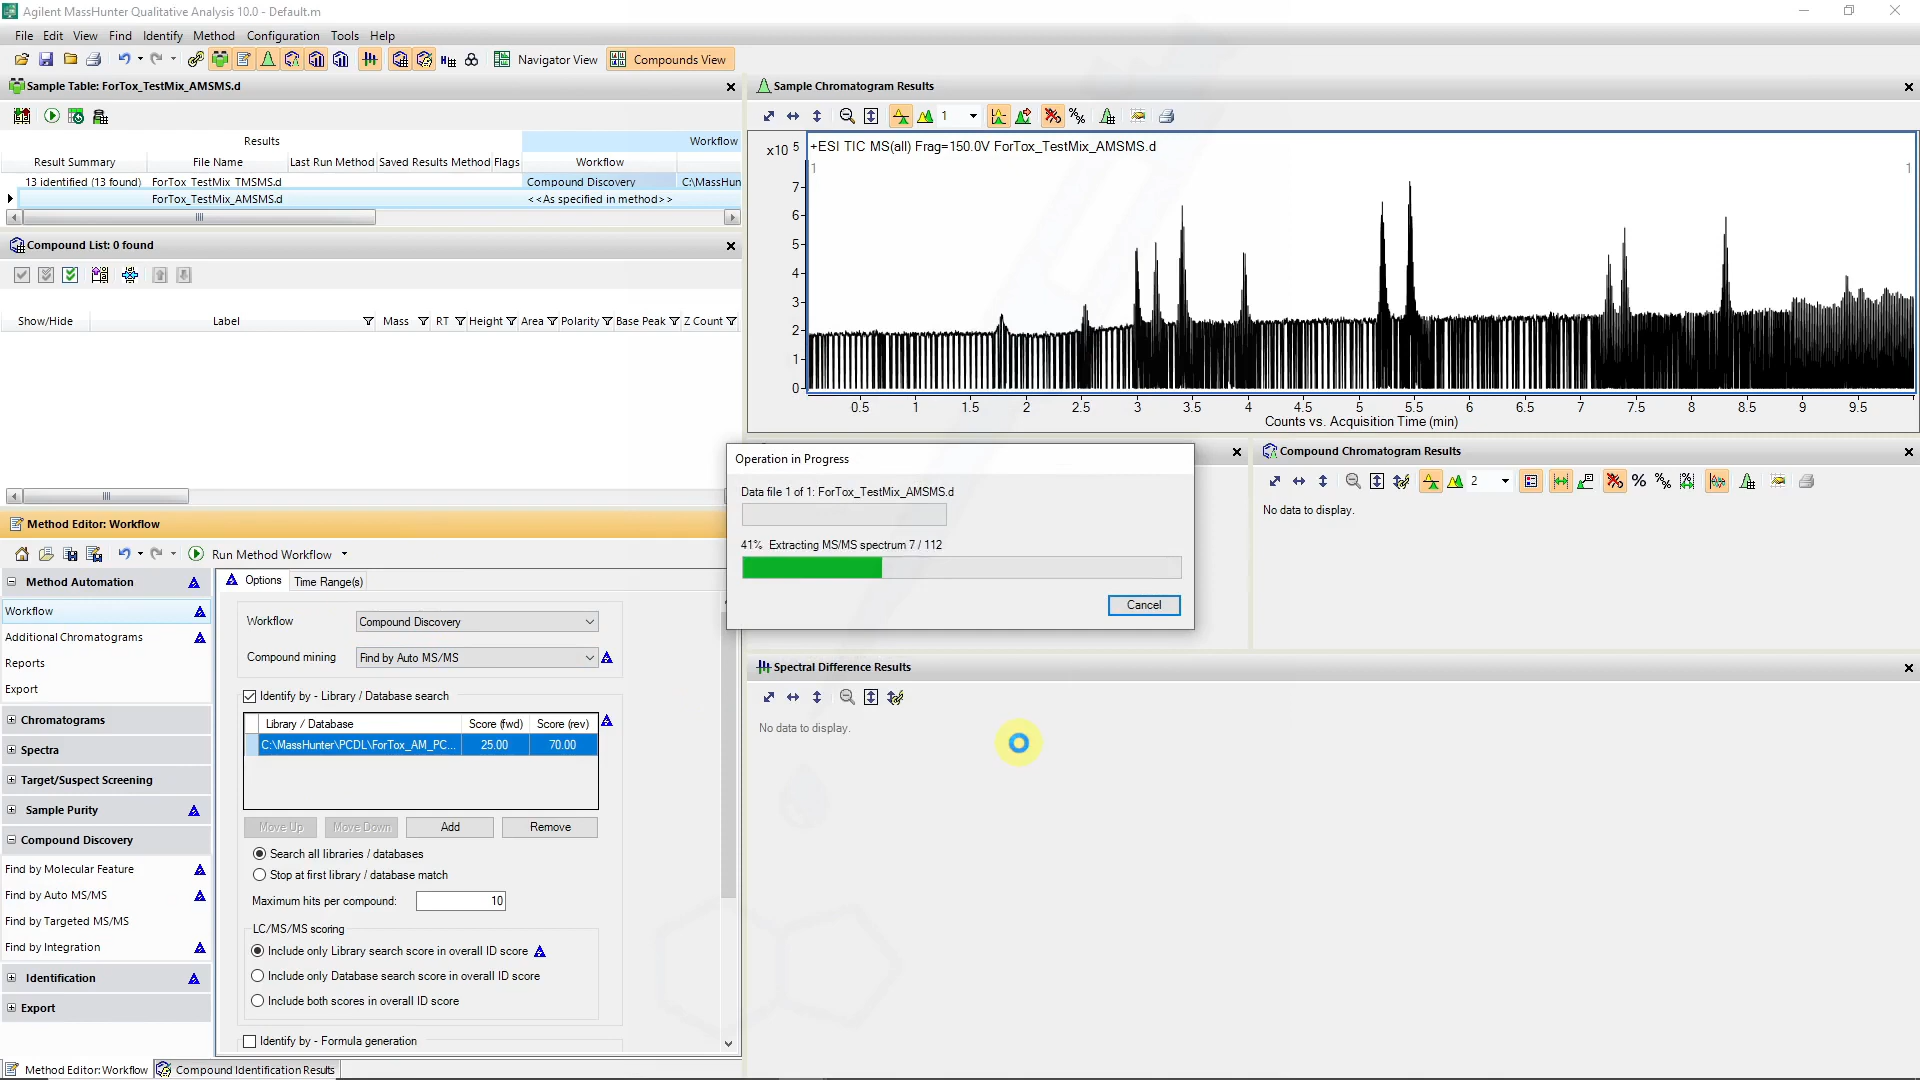 Agilent MassHunter Qualitative Analysis 10.0 - Default.m
File Edit View Find Identify Method Configuration Tools Help
Navigator View Compounds View
Sample Table: ForTox_TestMix_AMSMS.d
Results Workflow
Result Summary File Name Last Run Method Saved Results Method Flags Workflow
13 identified (13 found) ForTox_TestMix_TMSMS.d Compound Discovery C:\MassHun
ForTox_TestMix_AMSMS.d <<As specified in method>>
Compound List: 0 found
Show/Hide Label Mass RT Height Area Polarity Base Peak Z Count
Method Editor: Workflow
Run Method Workflow
Method Automation
Workflow
Additional Chromatograms
Reports
Export
Chromatograms
Spectra
Target/Suspect Screening
Sample Purity
Compound Discovery
Find by Molecular Feature
Find by Auto MS/MS
Find by Targeted MS/MS
Find by Integration
Identification
Export
Options Time Range(s)
Workflow Compound Discovery
Compound mining Find by Auto MS/MS
Identify by - Library / Database search
Library / Database Score (fwd) Score (rev)
C:\MassHunter\PCDL\ForTox_AM_PC... 25.00 70.00
Move Up Move Down Add Remove
Search all libraries / databases
Stop at first library / database match
Maximum hits per compound: 10
LC/MS/MS scoring
Include only Library search score in overall ID score
Include only Database search score in overall ID score
Include both scores in overall ID score
Identify by - Formula generation
Method Editor: Workflow Compound Identification Results
Sample Chromatogram Results
1
x10 5 +ESI TIC MS(all) Frag=150.0V ForTox_TestMix_AMSMS.d
1 1
7
6
5
4
3
2
1
0
0.5 1 1.5 2 2.5 3 3.5 4 4.5 5 5.5 6 6.5 7 7.5 8 8.5 9 9.5
Counts vs. Acquisition Time (min)
Operation in Progress
Data file 1 of 1: ForTox_TestMix_AMSMS.d
41% Extracting MS/MS spectrum 7 / 112
Cancel
Compound Chromatogram Results
2
No data to display.
Spectral Difference Results
No data to display.